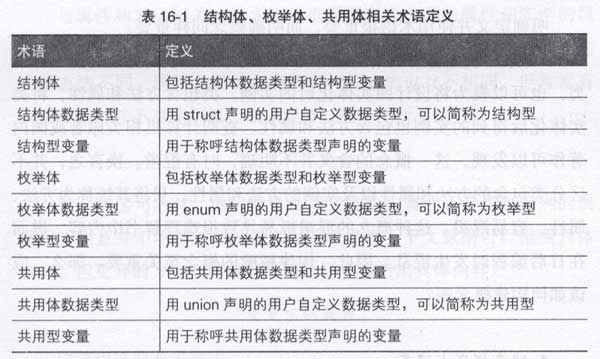 表 16-1 结构体、枚举体、共用体相关术语定义
术语 定义
结构体 包括结构体数据类型和结构型变量
结构体数据类型 用 struct 声明的用户自定义数据类型，可以简称为结构型
结构型变量 用于称呼结构体数据类型声明的变量
枚举体 包括枚举体数据类型和枚举型变量
枚举体数据类型 用 enum 声明的用户自定义数据类型，可以简称为枚举型
枚举型变量 用于称呼枚举体数据类型声明的变量
共用体 包括共用体数据类型和共用型变量
共用体数据类型 用 union 声明的用户自定义数据类型，可以简称为共用型
共用型变量 用于称呼共用体数据类型声明的变量